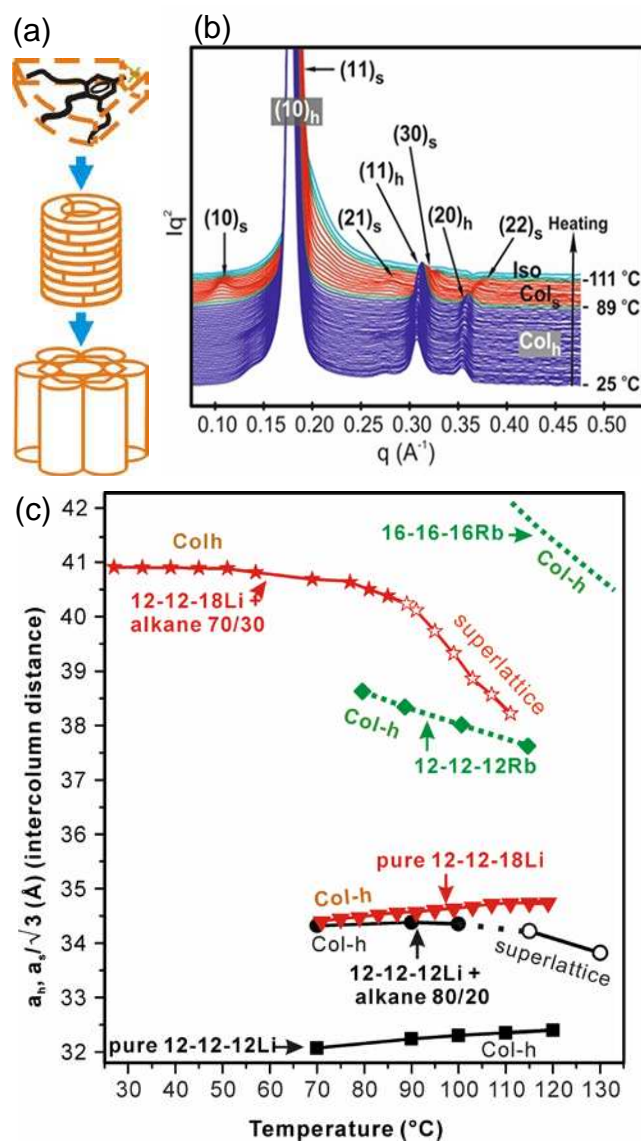 (a)
(b)
(11)s
(10)h
(30)s
(11)h
(20)h
(10)s
(21)s
(22)s
Heating
Iso
-111 °C
Cols
- 89 °C
Colh
- 25 °C
Iq²
0.10 0.15 0.20 0.25 0.30 0.35 0.40 0.45 0.50
q (A⁻¹)
(c)
42
41
40
39
38
37
36
35
34
33
32
Colh
16-16-16Rb
Col-h
12-12-18Li +
alkane 70/30
superlattice
Col-h
12-12-12Rb
pure 12-12-18Li
Col-h
Col-h
12-12-12Li +
alkane 80/20
superlattice
pure 12-12-12Li
Col-h
aₕ, aₛ/√3 (Å) (intercolumn distance)
30 40 50 60 70 80 90 100 110 120 130
Temperature (°C)